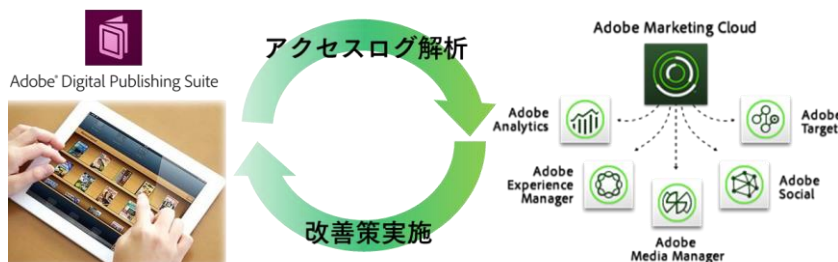 Adobe® Digital Publishing Suite
アクセスログ解析
改善策実施
Adobe Marketing Cloud
Adobe
Analytics
Adobe
Target
Adobe
Experience
Manager
Adobe
Social
Adobe
Media Manager